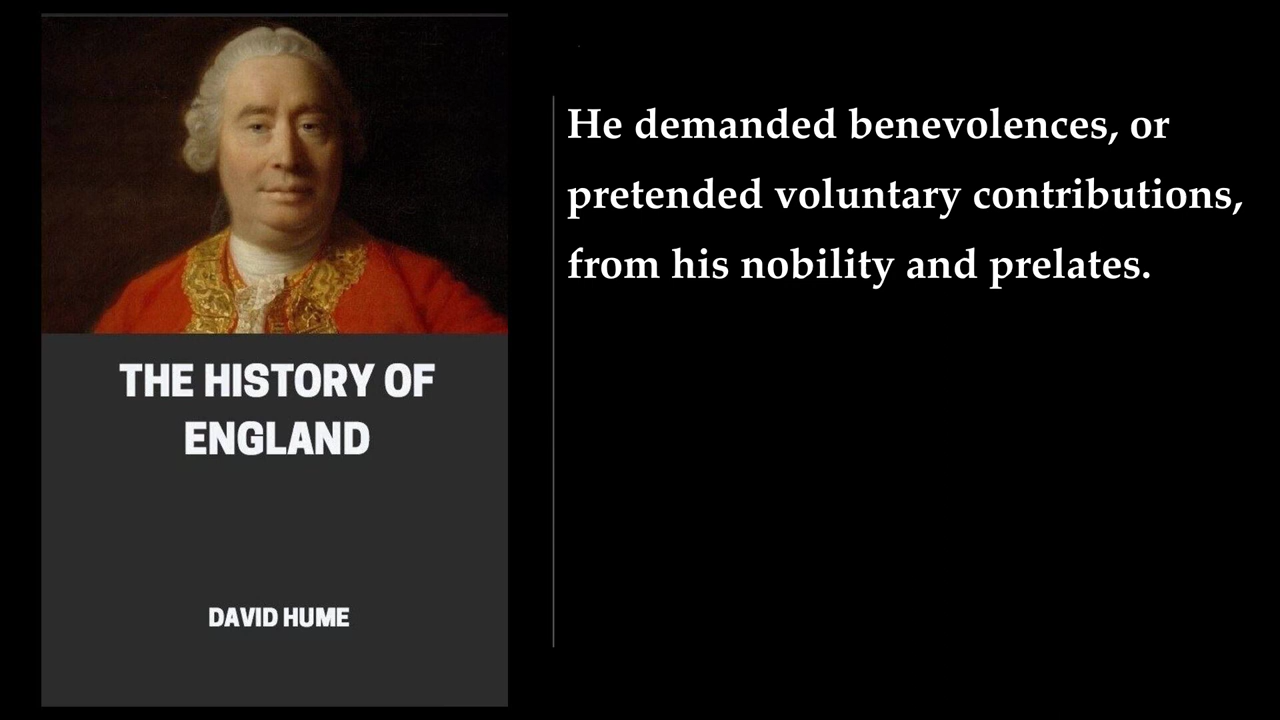 THE HISTORY OF
ENGLAND
DAVID HUME
He demanded benevolences, or
pretended voluntary contributions,
from his nobility and prelates.